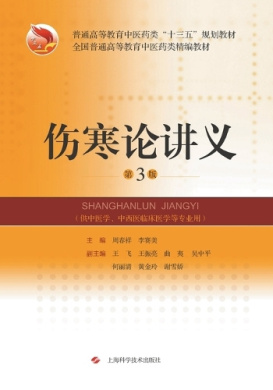 普通高等教育中医药类“十三五”规划教材
全国普通高等教育中医药类精编教材
伤寒论讲义
第3版
SHANGHANLUN JIANGYI
（供中医学、中西医临床医学等专业用）
主编 周春祥 李赛美
副主编 王飞 王振亮 曲夷 吴中平
何丽清 黄金玲 谢雪姣
上海科学技术出版社